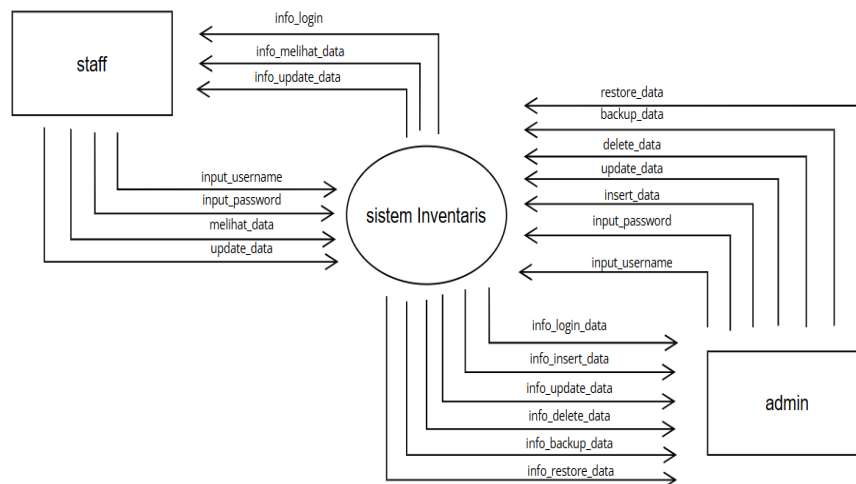 info_login
info_melihat_data
info_update_data
staff
restore_data
backup_data
delete_data
update_data
insert_data
input_password
input_username
input_username
input_password
melihat_data
update_data
sistem Inventaris
info_login_data
info_insert_data
info_update_data
info_delete_data
info_backup_data
info_restore_data
admin